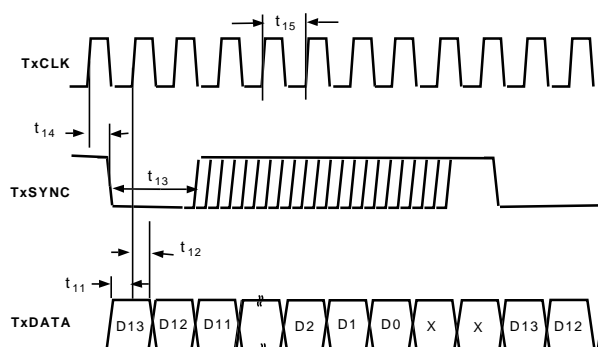 t15
TxCLK
t14
t13
TxSYNC
t12
t11
TxDATA
D13 D12 D11 D2 D1 D0 X X D13 D12